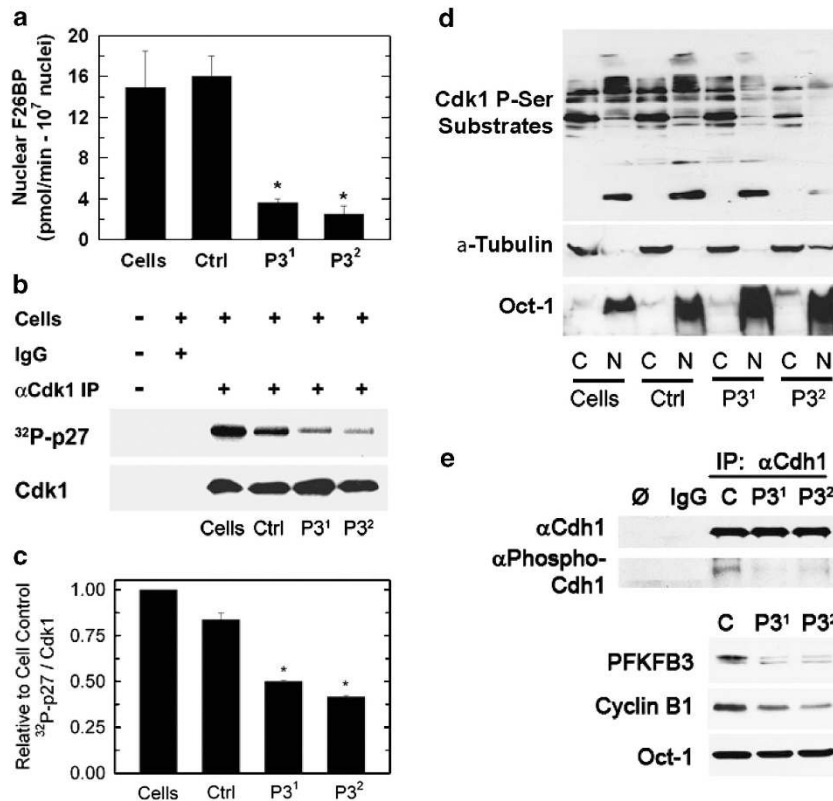 a
Nuclear F26BP
(pmol/min - 10⁷ nuclei)
20
16
12
8
4
0
*
*
Cells Ctrl P3¹ P3²
b
Cells - + + + + +
IgG - +
αCdk1 IP - + + + +
³²P-p27
Cdk1
Cells Ctrl P3¹ P3²
c
Relative to Cell Control
³²P-p27 / Cdk1
1.00
0.75
0.50
0.25
0.00
*
*
Cells Ctrl P3¹ P3²
d
Cdk1 P-Ser
Substrates
a-Tubulin
Oct-1
C N C N C N C N
Cells Ctrl P3¹ P3²
e
IP: αCdh1
Ø IgG C P3¹ P3²
αCdh1
αPhospho-
Cdh1
C P3¹ P3²
PFKFB3
Cyclin B1
Oct-1